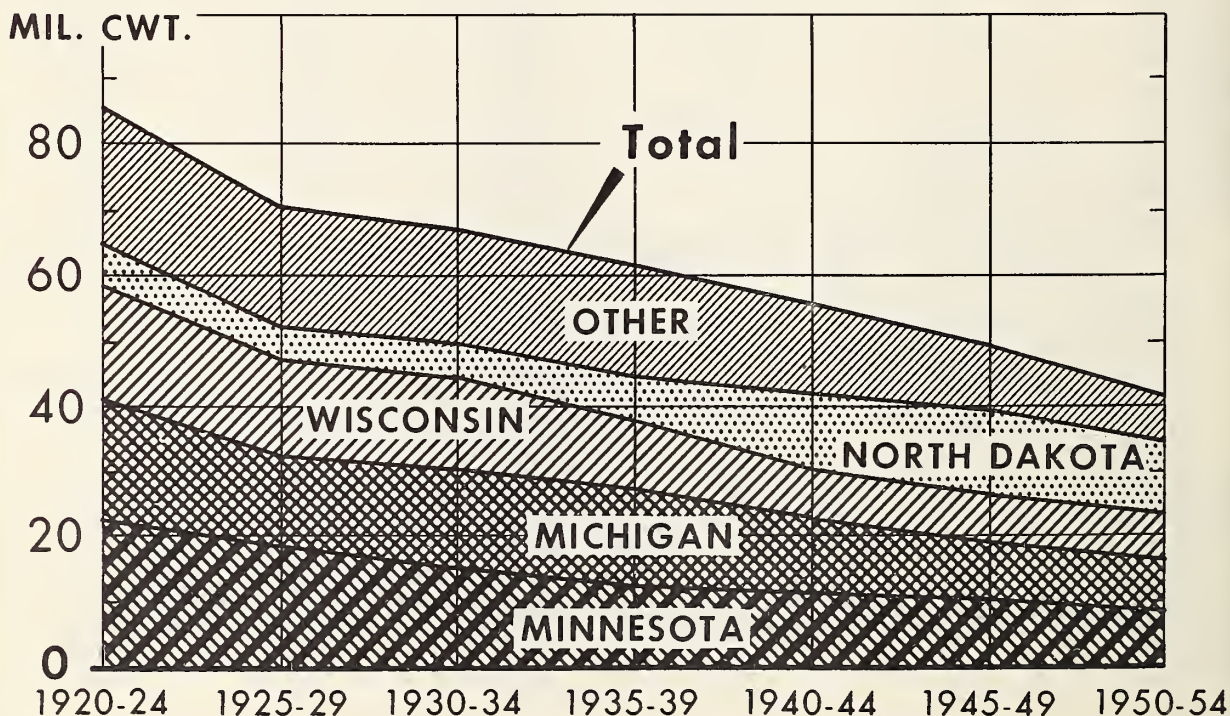 MIL. CWT.
80
Total
60
OTHER
40
WISCONSIN
NORTH DAKOTA
20
MICHIGAN
MINNESOTA
0
1920-24 1925-29 1930-34 1935-39 1940-44 1945-49 1950-54